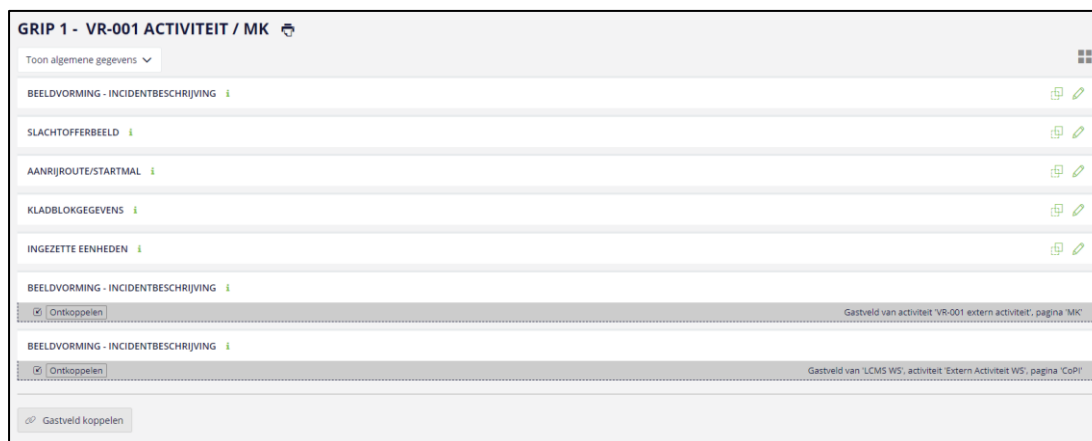 GRIP 1 - VR-001 ACTIVITEIT / MK
Toon algemene gegevens
BEELDVORMING - INCIDENTBESCHRIJVING i
SLACHTOFFERBEELD i
AANRIJROUTE/STARTMAL i
KLADBLOKGEGEVENS i
INGEZETTE EENHEDEN i
BEELDVORMING - INCIDENTBESCHRIJVING i
Ontkoppelen Gastveld van activiteit 'VR-001 extern activiteit', pagina 'MK'
BEELDVORMING - INCIDENTBESCHRIJVING i
Ontkoppelen Gastveld van 'LCMS WS', activiteit 'Extern Activiteit WS', pagina 'CoPI'
Gastveld koppelen